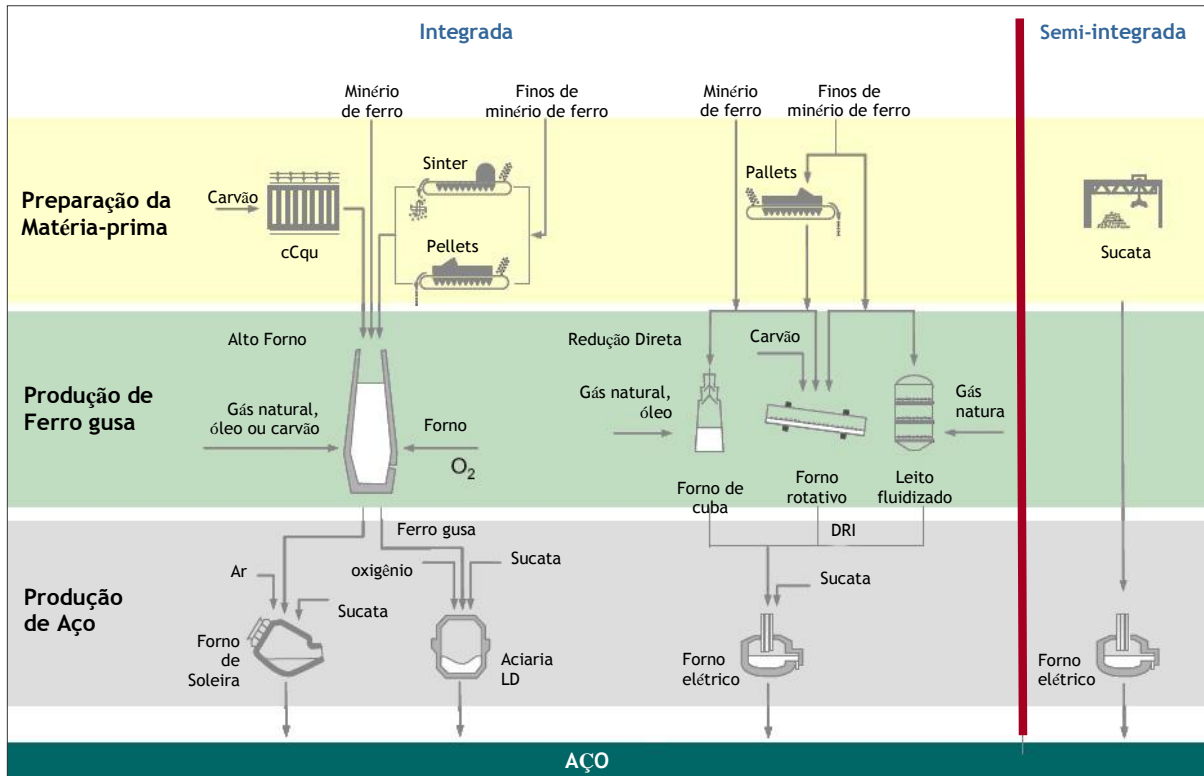 Integrada
Semi-integrada
Minério
de ferro
Finos de
minério de ferro
Minério
de ferro
Finos de
minério de ferro
Preparação da
Matéria-prima
Carvão
cCqu
Sinter
Pellets
Pallets
Sucata
Produção de
Ferro gusa
Alto Forno
Gás natural,
óleo ou carvão
Forno
O₂
Redução Direta
Carvão
Gás natural,
óleo
Gás
natura
Forno de
cuba
Forno
rotativo
Leito
fluidizado
Produção
de Aço
Ferro gusa
DRI
Ar
Sucata
oxigênio
Sucata
Sucata
Forno
de
Soleira
Aciaria
LD
Forno
elétrico
Forno
elétrico
AÇO